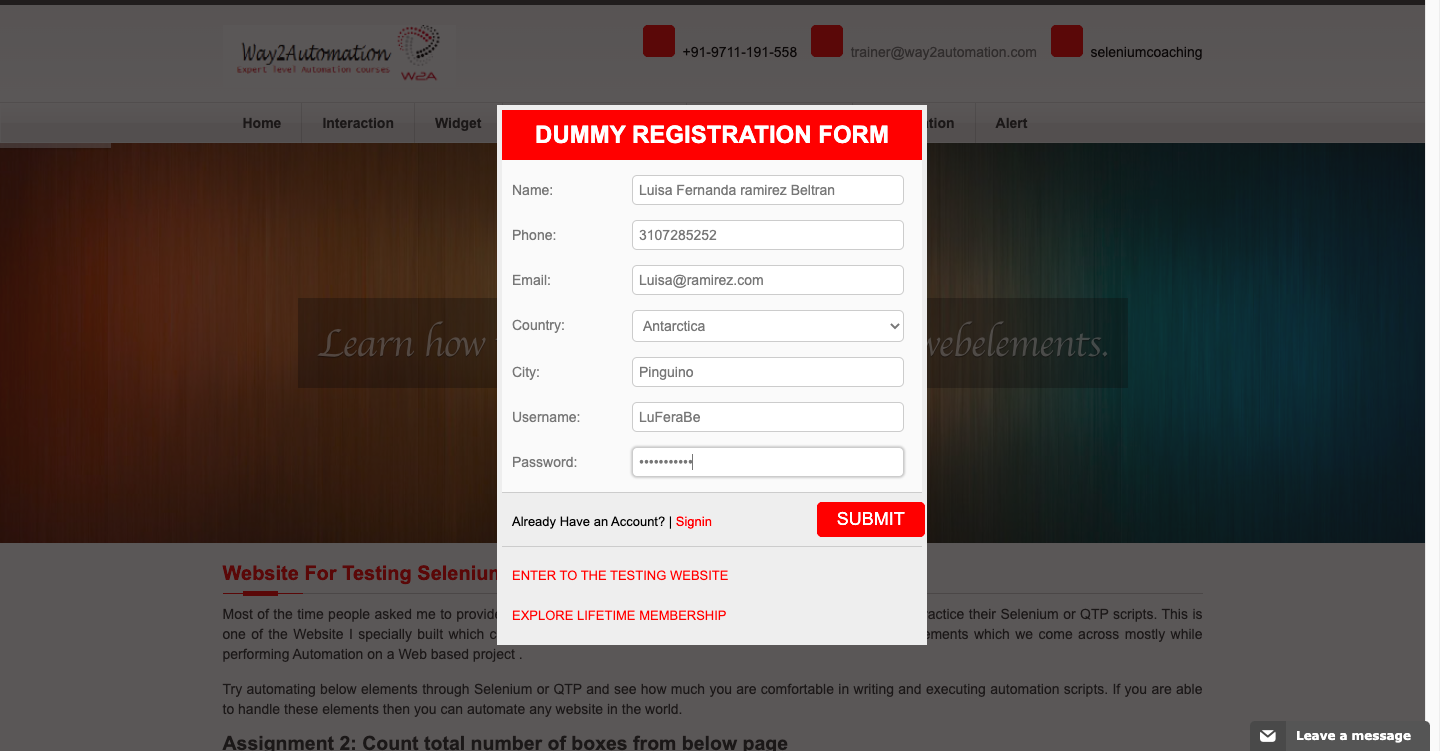 Way2Automation
Expert level Automation courses
W2A
+91-9711-191-558
trainer@way2automation.com
seleniumcoaching
Home
Interaction
Widget
tion
Alert
DUMMY REGISTRATION FORM
Name:
Luisa Fernanda ramirez Beltran
Phone:
3107285252
Email:
Luisa@ramirez.com
Country:
Antarctica
City:
Pinguino
Username:
LuFeraBe
Password:
•••••••••••
Already Have an Account? | Signin
SUBMIT
ENTER TO THE TESTING WEBSITE
EXPLORE LIFETIME MEMBERSHIP
Learn how
webelements.
Website For Testing Selenium
Most of the time people asked me to provide
ractice their Selenium or QTP scripts. This is
one of the Website I specially built which c
ements which we come across mostly while
performing Automation on a Web based project .
Try automating below elements through Selenium or QTP and see how much you are comfortable in writing and executing automation scripts. If you are able
to handle these elements then you can automate any website in the world.
Assignment 2: Count total number of boxes from below page
Leave a message